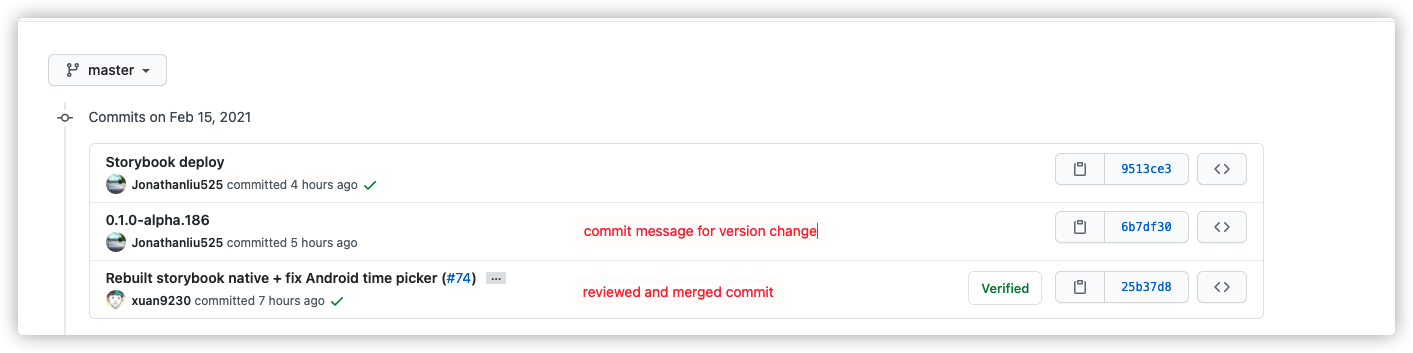 master
Commits on Feb 15, 2021
Storybook deploy
Jonathanliu525 committed 4 hours ago
9513ce3
0.1.0-alpha.186
Jonathanliu525 committed 5 hours ago
commit message for version change
6b7df30
Rebuilt storybook native + fix Android time picker (#74) ...
xuan9230 committed 7 hours ago
reviewed and merged commit
Verified
25b37d8